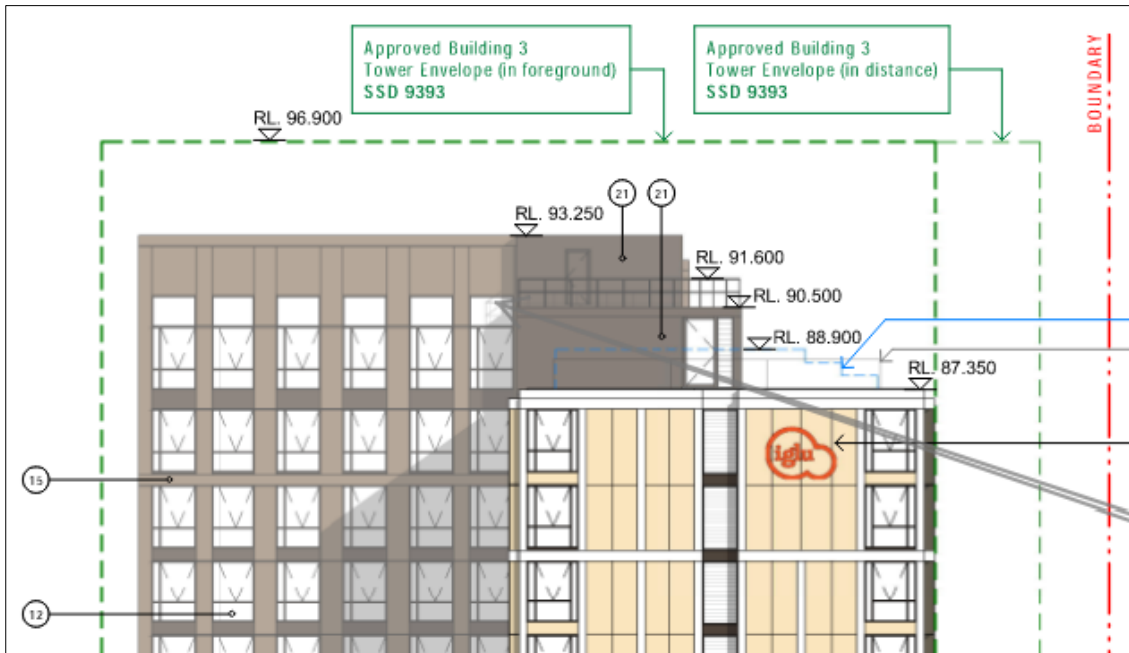 Approved Building 3
Tower Envelope (in foreground)
SSD 9393
Approved Building 3
Tower Envelope (in distance)
SSD 9393
BOUNDARY
RL. 96.900
21
21
RL. 93.250
RL. 91.600
RL. 90.500
RL. 88.900
RL. 87.350
iglu
15
12